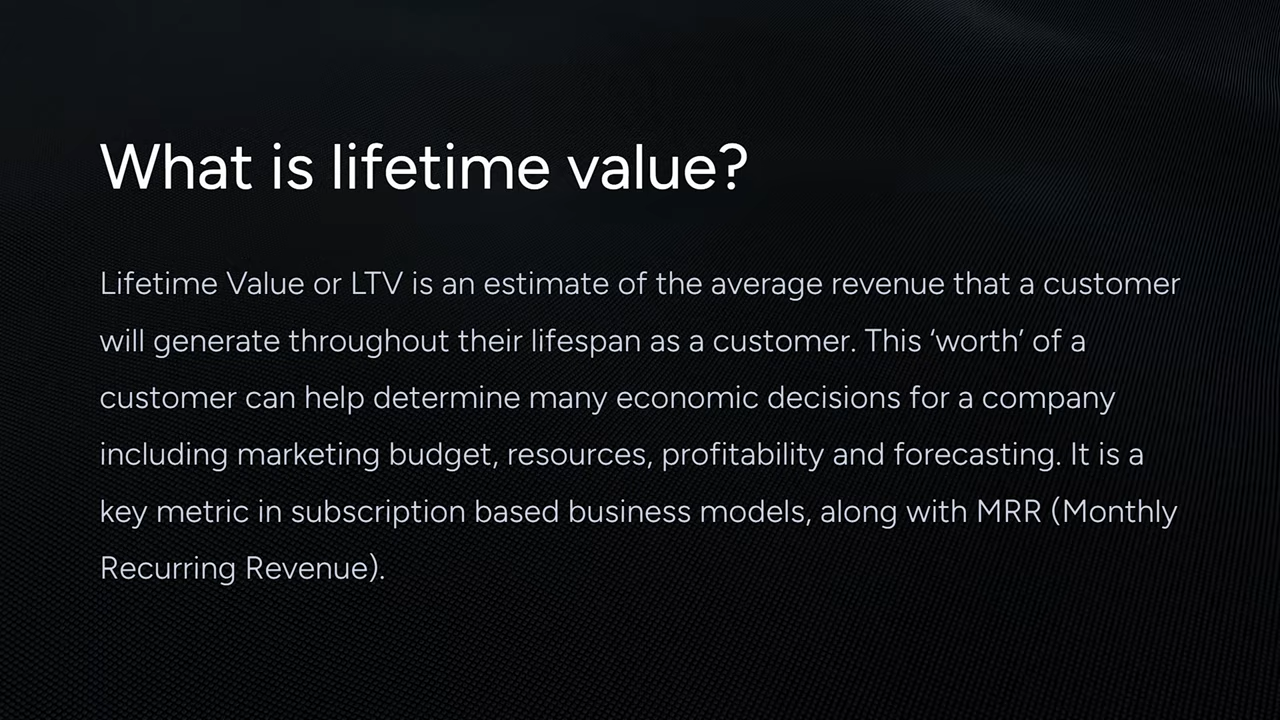 What is lifetime value?
Lifetime Value or LTV is an estimate of the average revenue that a customer
will generate throughout their lifespan as a customer. This ‘worth’ of a
customer can help determine many economic decisions for a company
including marketing budget, resources, profitability and forecasting. It is a
key metric in subscription based business models, along with MRR (Monthly
Recurring Revenue).